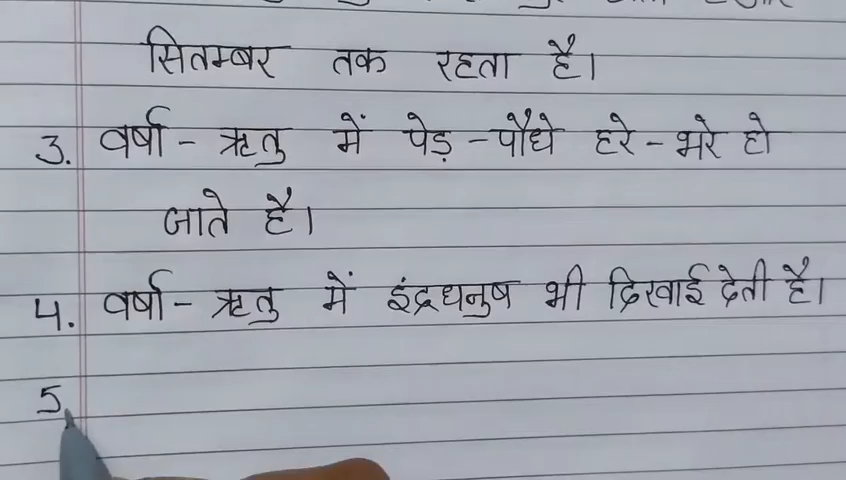 सितम्बर तक रहता है।
3. वर्षा - ऋतु में पेड़ - पौधे हरे - भरे हो
जाते है।
4. वर्षा - ऋतु में इंद्रधनुष भी दिखाई देती है।
5